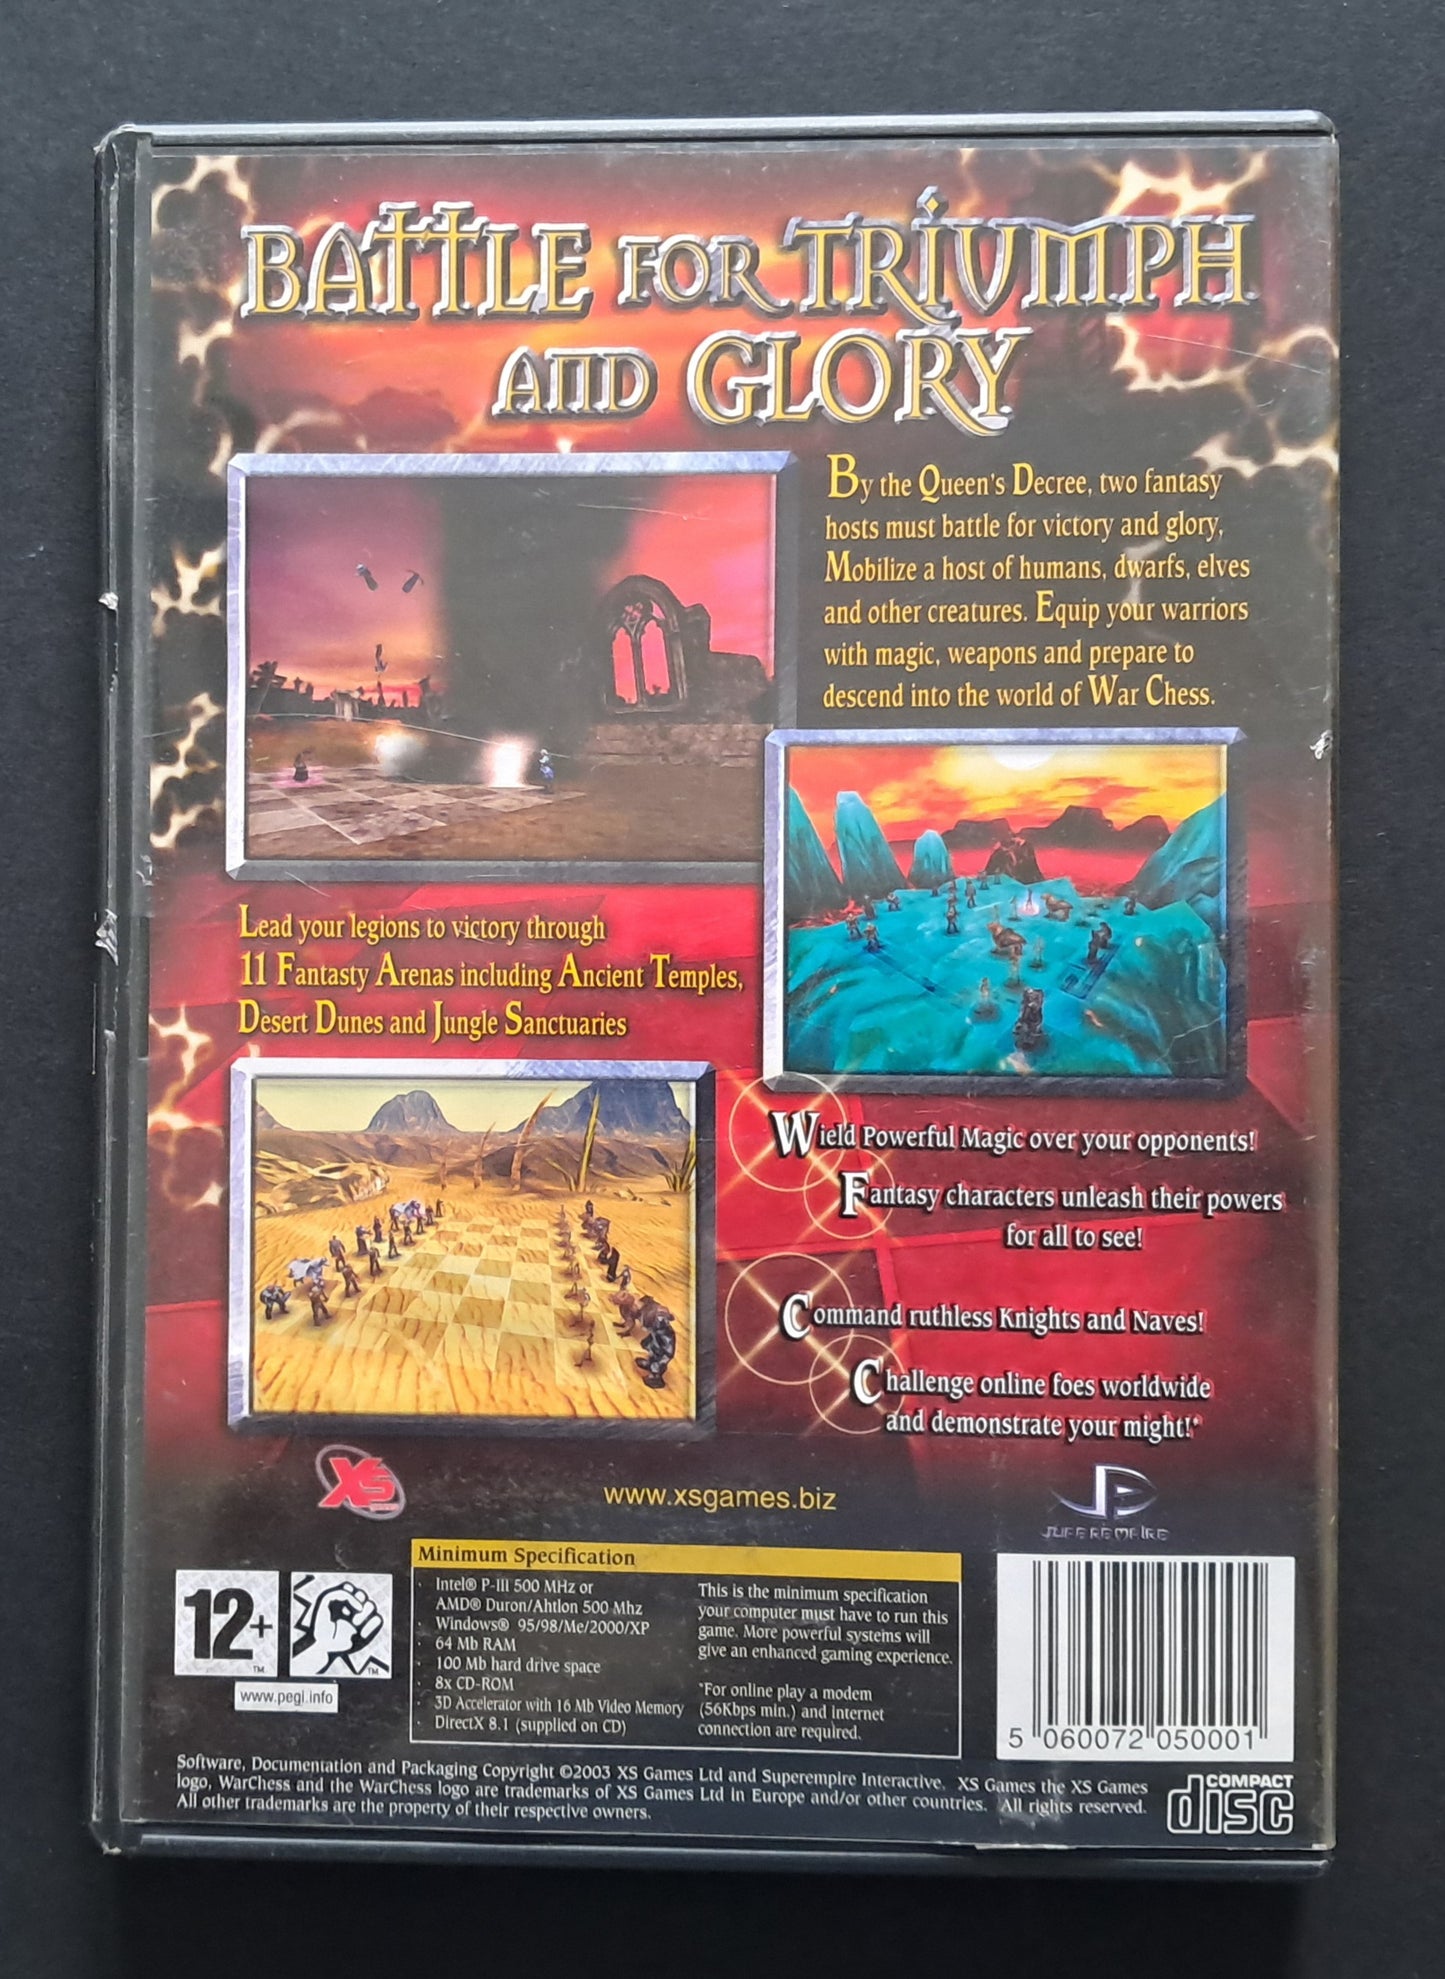 BATTLE FOR TRIUMPH
AND GLORY
By the Queen's Decree, two fantasy
hosts must battle for victory and glory,
Mobilize a host of humans, dwarfs, elves
and other creatures. Equip your warriors
with magic, weapons and prepare to
descend into the world of War Chess.
Lead your legions to victory through
11 Fantasty Arenas including Ancient Temples,
Desert Dunes and Jungle Sanctuaries
Wield Powerful Magic over your opponents!
Fantasy characters unleash their powers
for all to see!
Command ruthless Knights and Naves!
Challenge online foes worldwide
and demonstrate your might!*
XS
www.xsgames.biz
SUPEREMPIRE
12+
TM
TM
www.pegi.info
Minimum Specification
· Intel® P-III 500 MHz or
AMD® Duron/Ahtlon 500 Mhz
· Windows® 95/98/Me/2000/XP
· 64 Mb RAM
· 100 Mb hard drive space
· 8x CD-ROM
· 3D Accelerator with 16 Mb Video Memory
· DirectX 8.1 (supplied on CD)
This is the minimum specification
your computer must have to run this
game. More powerful systems will
give an enhanced gaming experience.
*For online play a modem
(56Kbps min.) and internet
connection are required.
5 060072 050001
Software, Documentation and Packaging Copyright ©2003 XS Games Ltd and Superempire Interactive. XS Games the XS Games
logo, WarChess and the WarChess logo are trademarks of XS Games Ltd in Europe and/or other countries. All rights reserved.
All other trademarks are the property of their respective owners.
COMPACT
disc